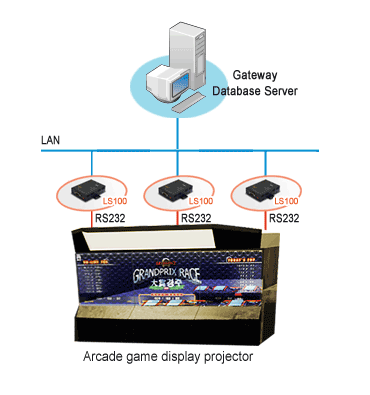 Gateway
Database Server
LAN
LS100 LS100 LS100
RS232 RS232 RS232
GRANDPRIX RACE
Arcade game display projector